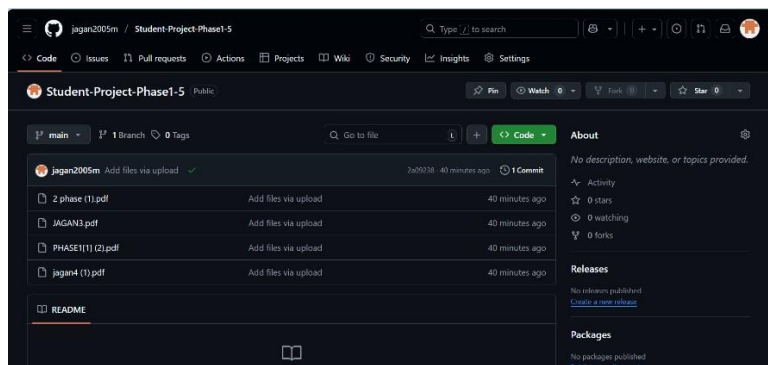 jagan2005m / Student-Project-Phase1-5
Type / to search
Code Issues Pull requests Actions Projects Wiki Security Insights Settings
Student-Project-Phase1-5 Public
Pin Watch 0 Fork 0 Star 0
main 1 Branch 0 Tags
Go to file t + Code
jagan2005m Add files via upload
2a09238 · 40 minutes ago 1 Commit
2 phase (1).pdf Add files via upload 40 minutes ago
JAGAN3.pdf Add files via upload 40 minutes ago
PHASE1[1] (2).pdf Add files via upload 40 minutes ago
jagan4 (1).pdf Add files via upload 40 minutes ago
README
About
No description, website, or topics provided.
Activity
0 stars
0 watching
0 forks
Releases
No releases published
Create a new release
Packages
No packages published